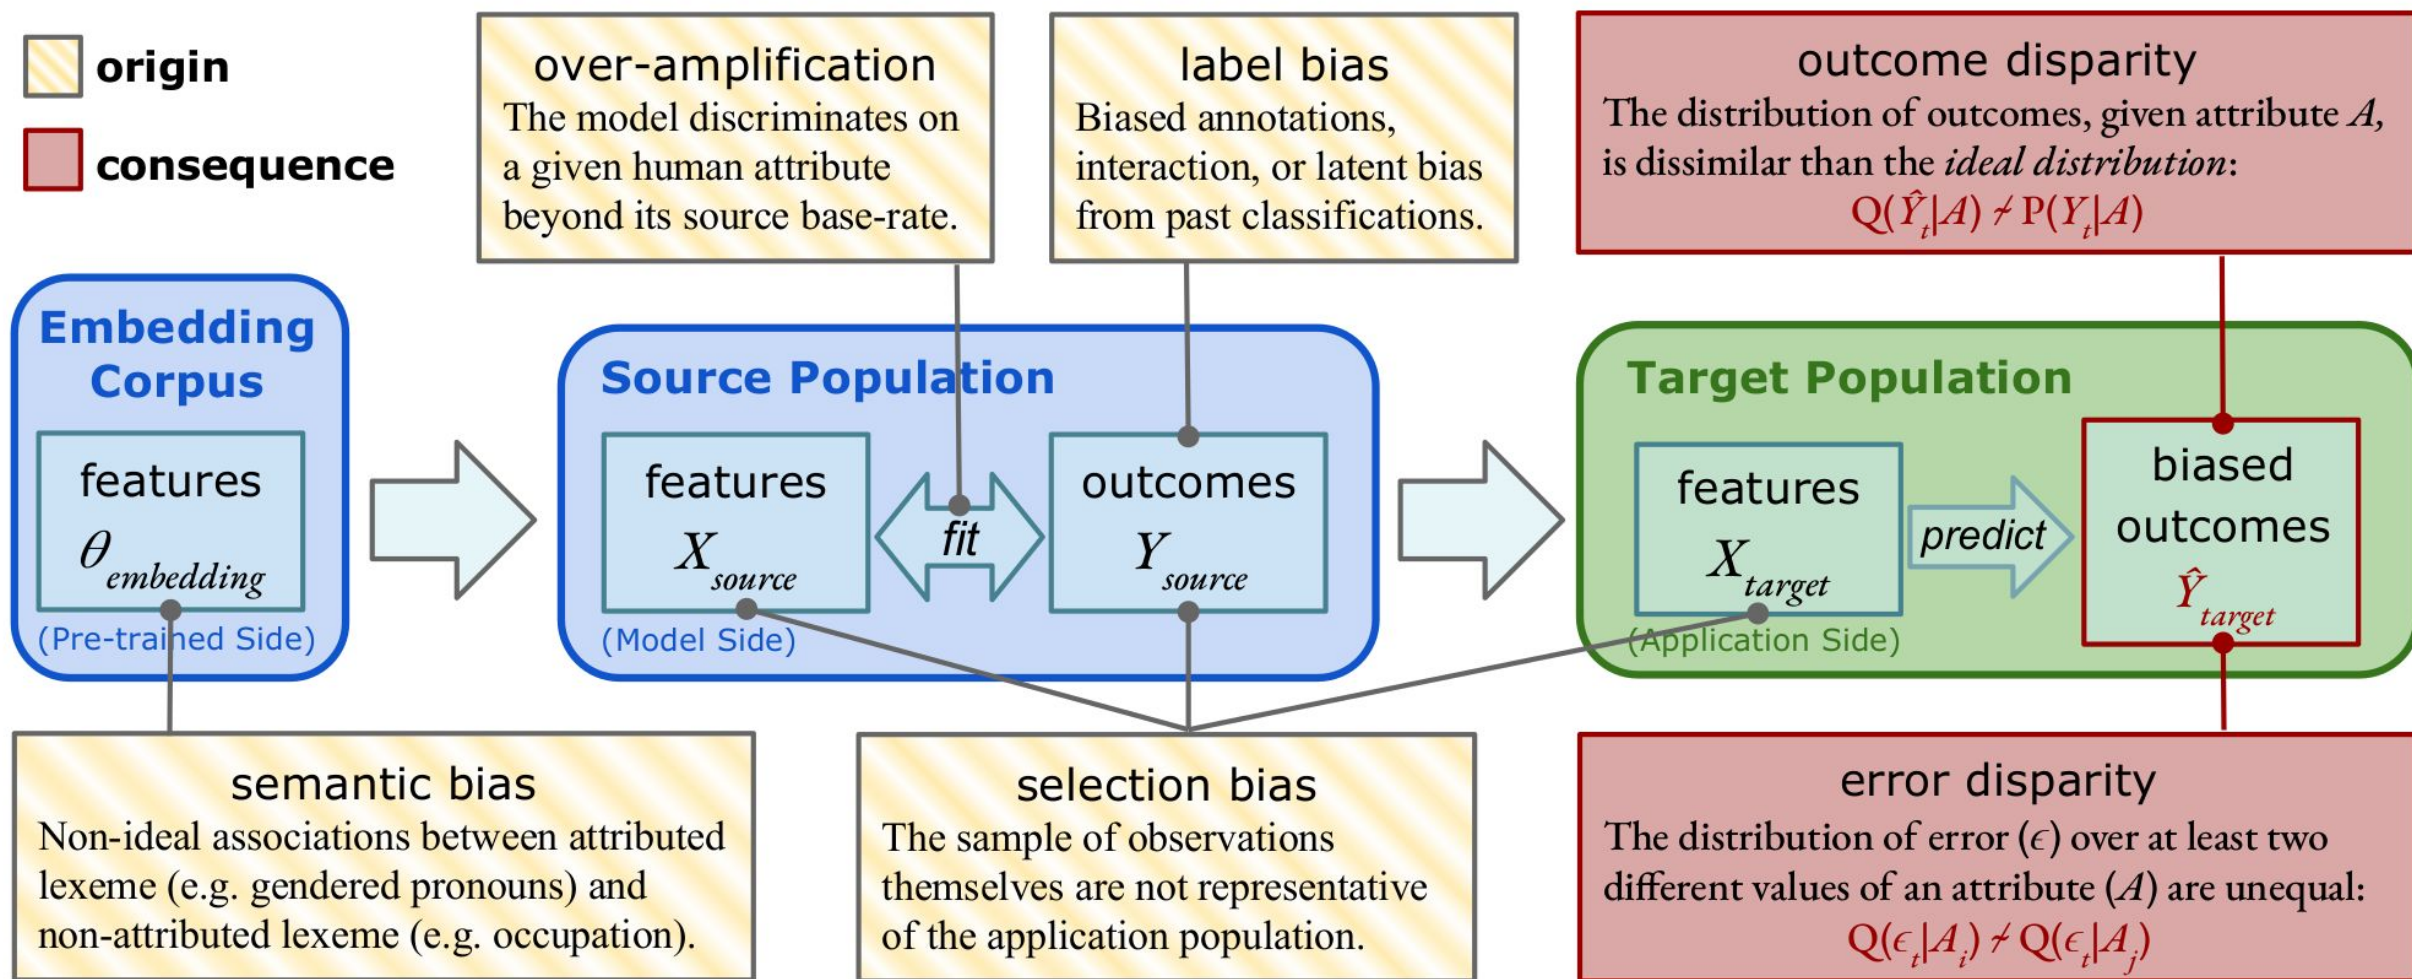 origin
consequence
over-amplification
The model discriminates on
a given human attribute
beyond its source base-rate.
label bias
Biased annotations,
interaction, or latent bias
from past classifications.
outcome disparity
The distribution of outcomes, given attribute A,
is dissimilar than the ideal distribution:
Q(Ŷt|A) ≁ P(Yt|A)
Embedding
Corpus
features
θembedding
(Pre-trained Side)
Source Population
features
Xsource
(Model Side)
fit
outcomes
Ysource
Target Population
features
Xtarget
(Application Side)
predict
biased
outcomes
Ŷtarget
semantic bias
Non-ideal associations between attributed
lexeme (e.g. gendered pronouns) and
non-attributed lexeme (e.g. occupation).
selection bias
The sample of observations
themselves are not representative
of the application population.
error disparity
The distribution of error (ϵ) over at least two
different values of an attribute (A) are unequal:
Q(ϵt|Ai) ≁ Q(ϵt|Aj)